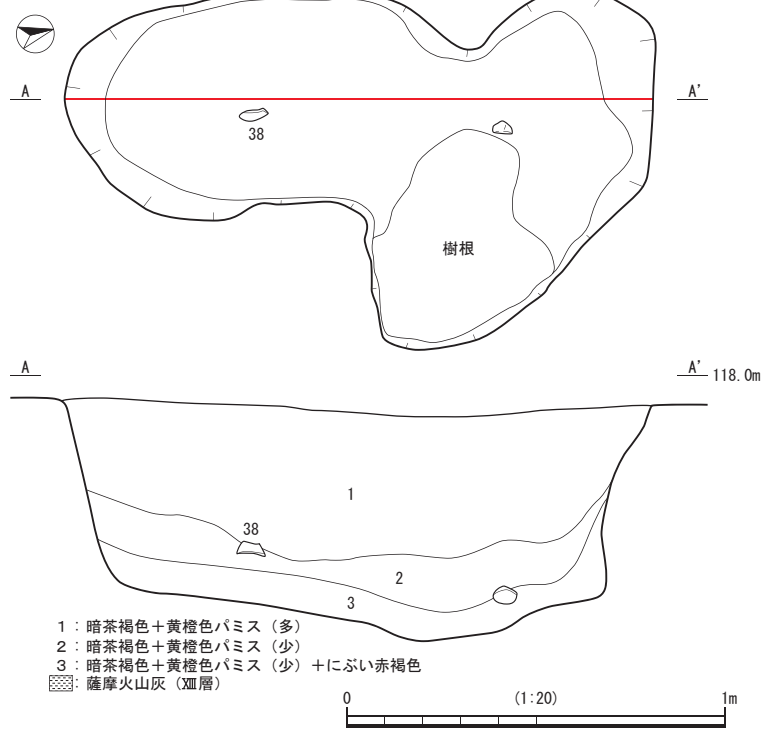 A A’
38
樹根
A A’ 118.0m
1
38
2
3
1：暗茶褐色＋黄橙色パミス（多）
2：暗茶褐色＋黄橙色パミス（少）
3：暗茶褐色＋黄橙色パミス（少）＋にぶい赤褐色
：薩摩火山灰（ⅩⅢ層）
0 (1:20) 1m